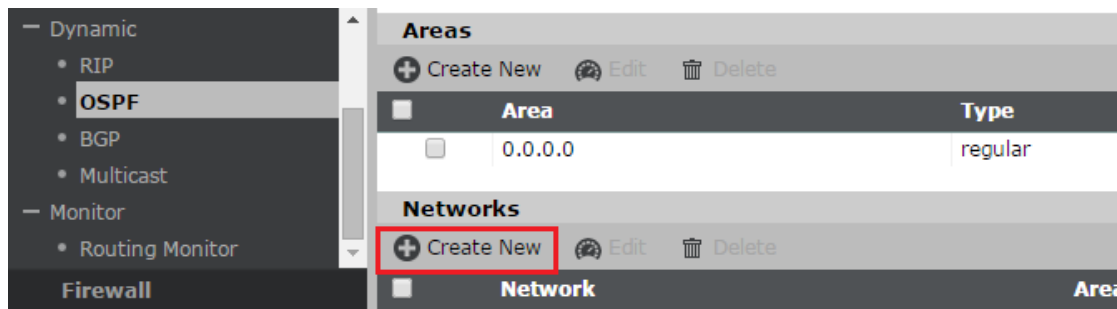 Dynamic
RIP
OSPF
BGP
Multicast
Monitor
Routing Monitor
Firewall
Areas
Create New Edit Delete
Area Type
0.0.0.0 regular
Networks
Create New Edit Delete
Network